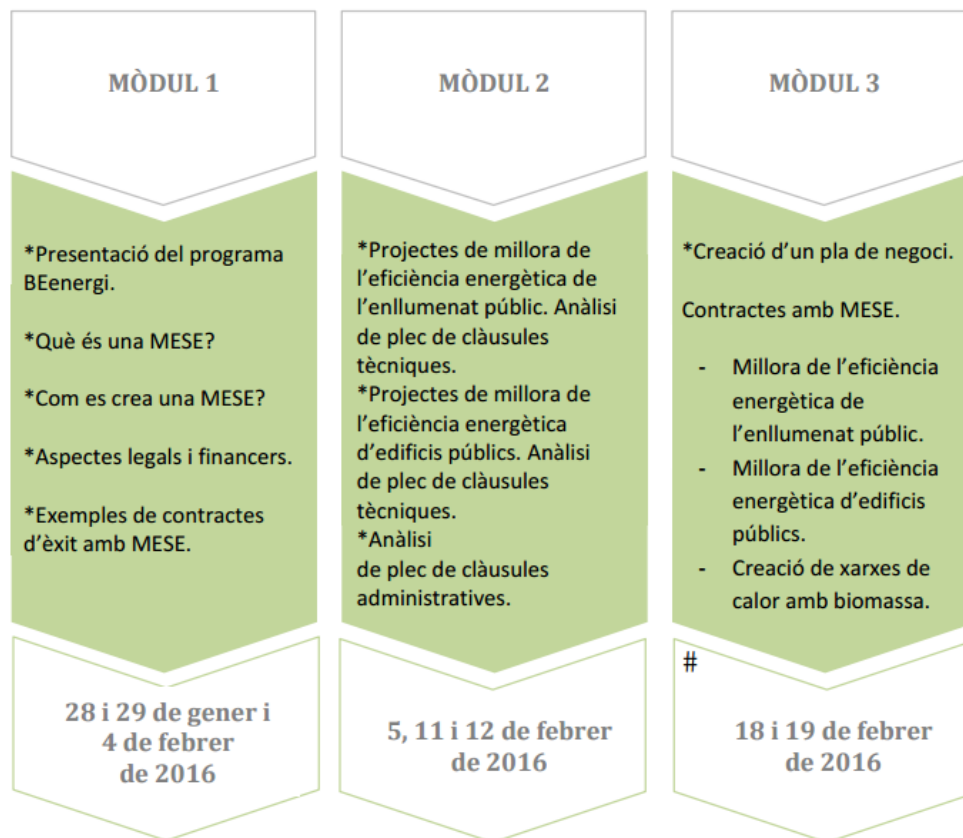 MÒDUL 1
*Presentació del programa
BEenergi.
*Què és una MESE?
*Com es crea una MESE?
*Aspectes legals i financers.
*Exemples de contractes
d’èxit amb MESE.
28 i 29 de gener i
4 de febrer
de 2016
MÒDUL 2
*Projectes de millora de
l’eficiència energètica de
l’enllumenat públic. Anàlisi
de plec de clàusules
tècniques.
*Projectes de millora de
l’eficiència energètica
d’edificis públics. Anàlisi
de plec de clàusules
tècniques.
*Anàlisi
de plec de clàusules
administratives.
5, 11 i 12 de febrer
de 2016
MÒDUL 3
*Creació d’un pla de negoci.
Contractes amb MESE.
- Millora de l’eficiència
energètica de
l’enllumenat públic.
- Millora de l’eficiència
energètica d’edificis
públics.
- Creació de xarxes de
calor amb biomassa.
#
18 i 19 de febrer
de 2016